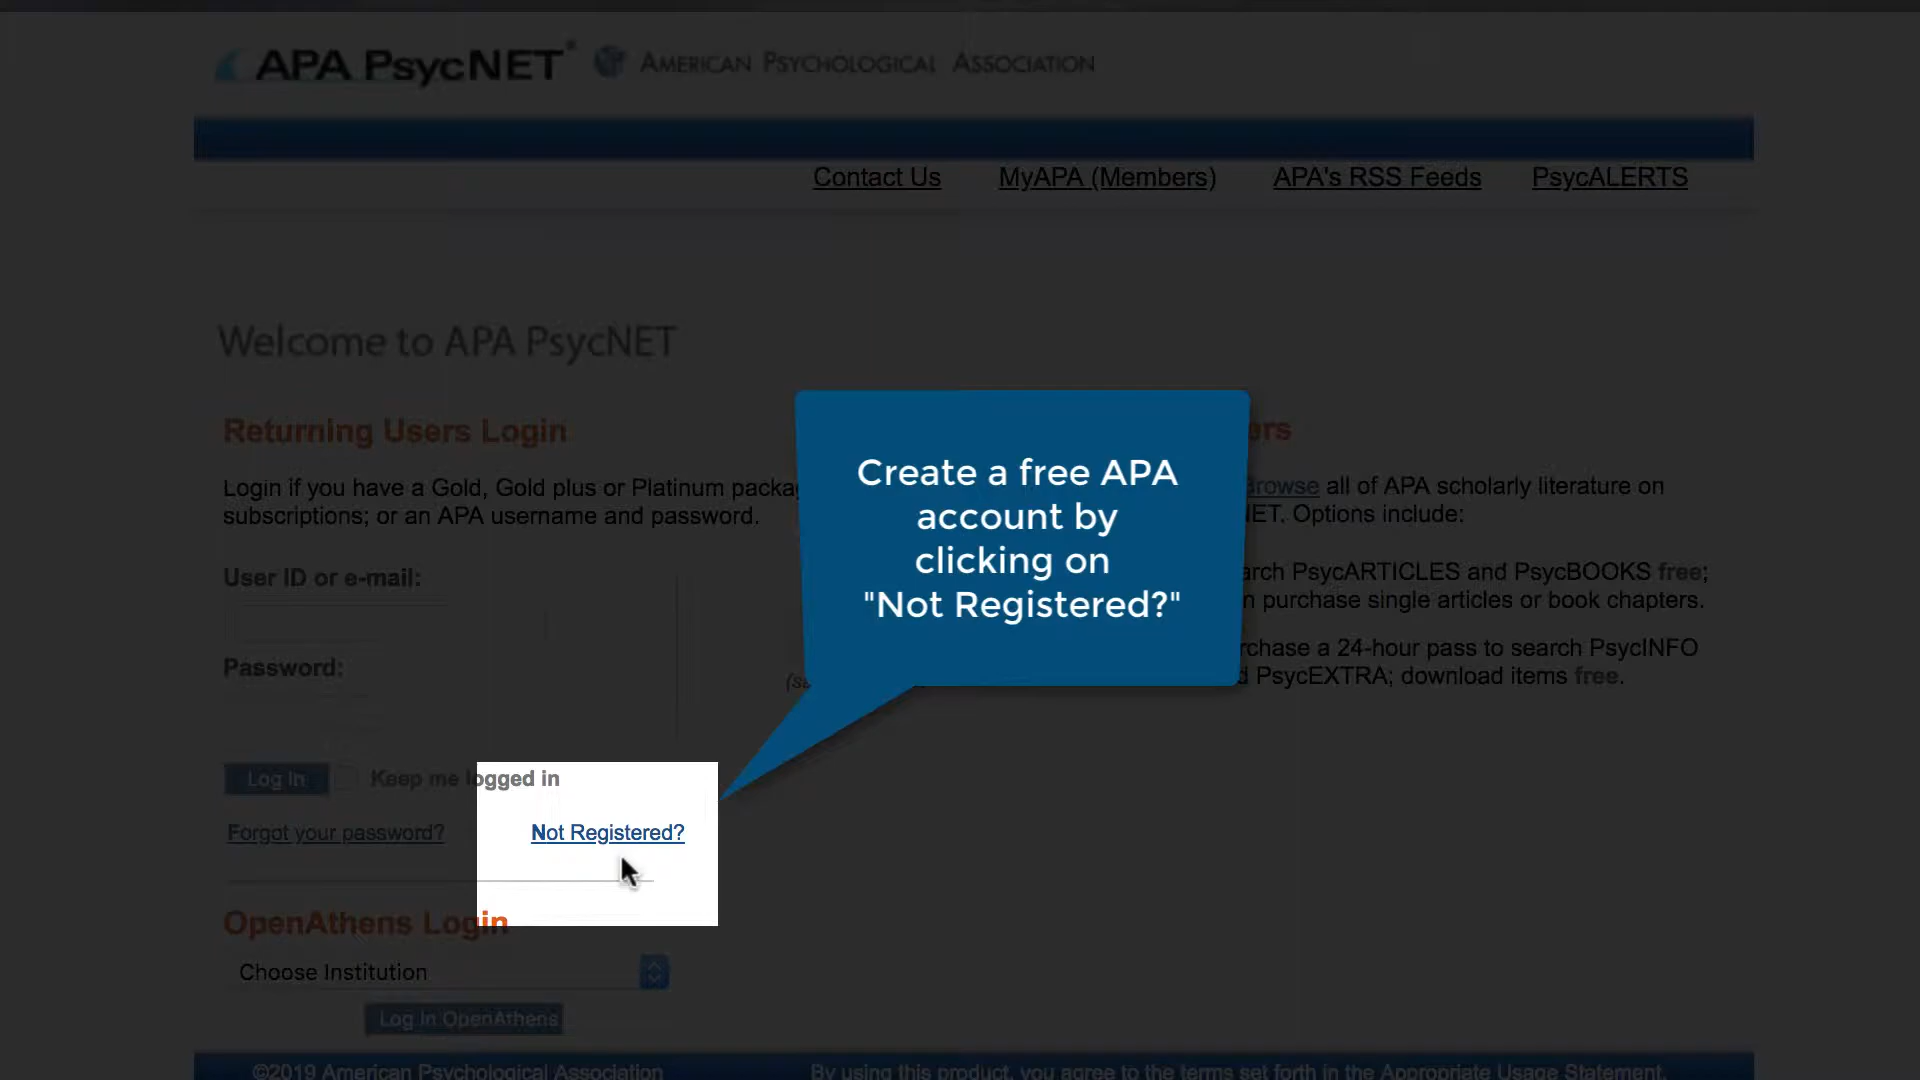 APA PsycNET®
AMERICAN PSYCHOLOGICAL ASSOCIATION
Contact Us
MyAPA (Members)
APA's RSS Feeds
PsycALERTS
Welcome to APA PsycNET
Returning Users Login
Login if you have a Gold, Gold plus or Platinum
subscriptions; or an APA username and password.
User ID or e-mail:
Password:
Log In
Keep me logged in
Forgot your password?
Not Registered?
OpenAthens Login
Choose Institution
Log In OpenAthens
Create a free APA
account by
clicking on
"Not Registered?"
Browse all of APA scholarly literature on
Options include:
PsycARTICLES and PsycBOOKS free;
purchase single articles or book chapters.
a 24-hour pass to search PsycINFO
PsycEXTRA; download items free.
©2019 American Psychological Association
By using this product, you agree to the terms set forth in the Appropriate Usage Statement.